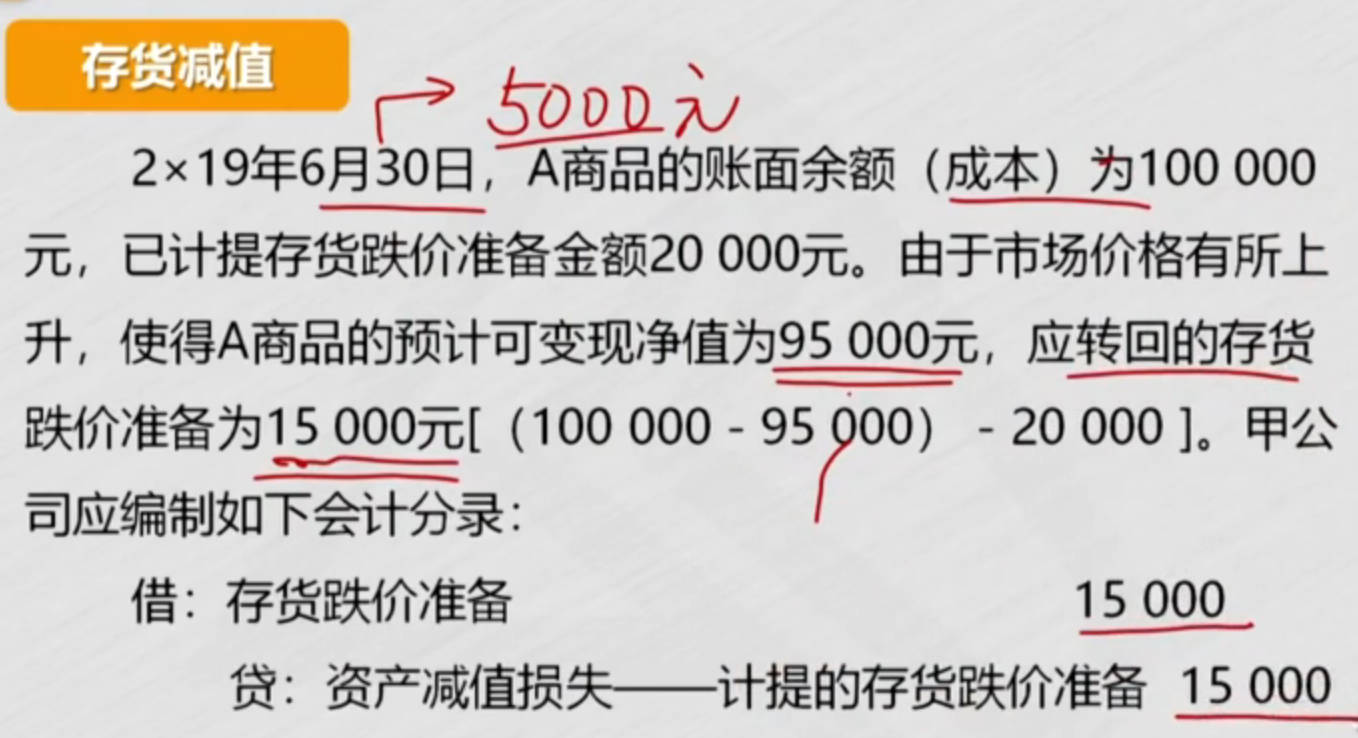 存货减值
5000元
2×19年6月30日，A商品的账面余额（成本）为100 000
元，已计提存货跌价准备金额20 000元。由于市场价格有所上
升，使得A商品的预计可变现净值为95 000元，应转回的存货
跌价准备为15 000元[（100 000 - 95 000） - 20 000 ]。甲公
司应编制如下会计分录：
借：存货跌价准备 15 000
贷：资产减值损失——计提的存货跌价准备 15 000